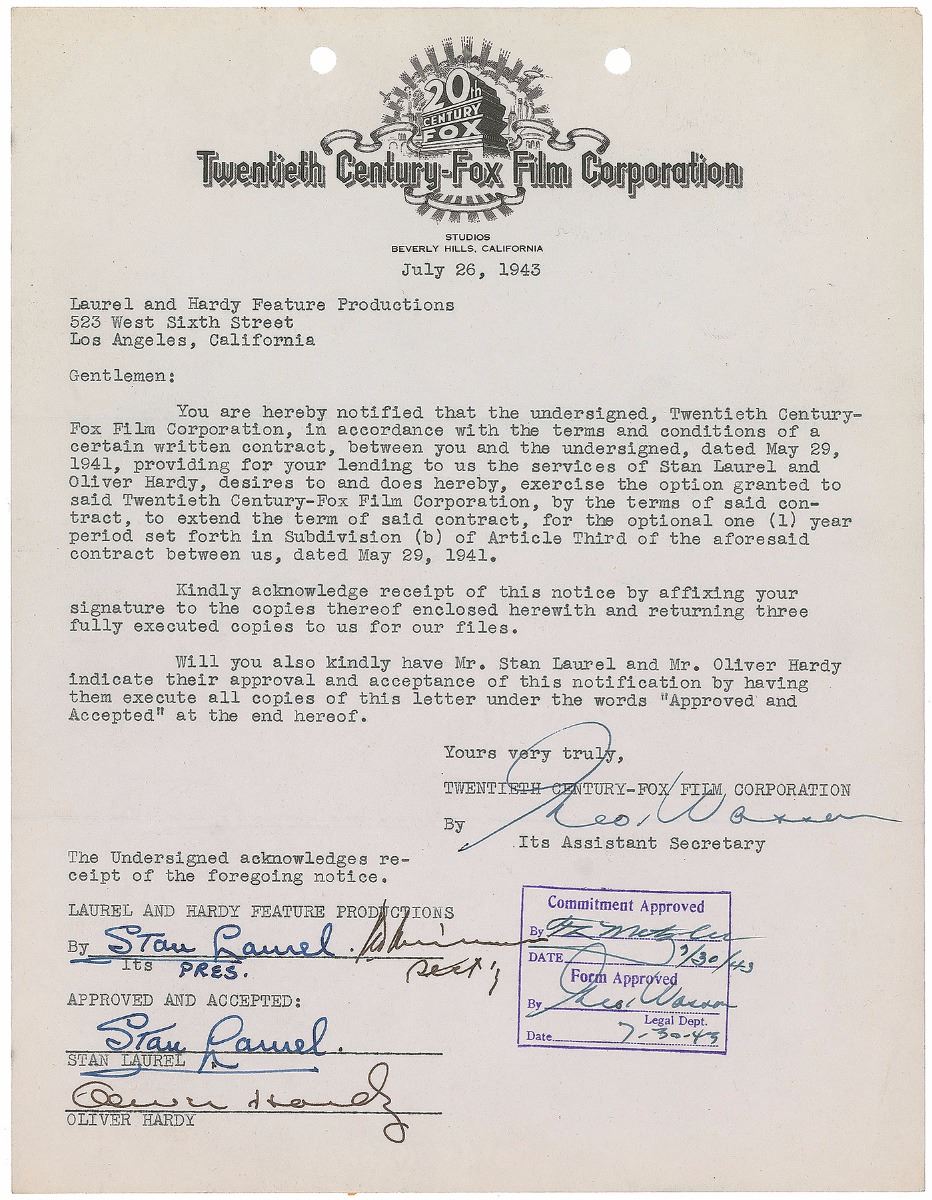 20th
CENTURY
FOX
Twentieth Century-Fox Film Corporation
STUDIOS
BEVERLY HILLS, CALIFORNIA
July 26, 1943
Laurel and Hardy Feature Productions
523 West Sixth Street
Los Angeles, California
Gentlemen:
You are hereby notified that the undersigned, Twentieth Century-
Fox Film Corporation, in accordance with the terms and conditions of a
certain written contract, between you and the undersigned, dated May 29,
1941, providing for your lending to us the services of Stan Laurel and
Oliver Hardy, desires to and does hereby, exercise the option granted to
said Twentieth Century-Fox Film Corporation, by the terms of said con-
tract, to extend the term of said contract, for the optional one (1) year
period set forth in Subdivision (b) of Article Third of the aforesaid
contract between us, dated May 29, 1941.
Kindly acknowledge receipt of this notice by affixing your
signature to the copies thereof enclosed herewith and returning three
fully executed copies to us for our files.
Will you also kindly have Mr. Stan Laurel and Mr. Oliver Hardy
indicate their approval and acceptance of this notification by having
them execute all copies of this letter under the words "Approved and
Accepted" at the end hereof.
Yours very truly,
TWENTIETH CENTURY-FOX FILM CORPORATION
By Geo. Wasson
Its Assistant Secretary
The Undersigned acknowledges re-
ceipt of the foregoing notice.
LAUREL AND HARDY FEATURE PRODUCTIONS
By Stan Laurel.
Its PRES. Sect'y
APPROVED AND ACCEPTED:
Stan Laurel.
STAN LAUREL
Oliver Hardy
OLIVER HARDY
Commitment Approved
By
DATE /30/43
Form Approved
By Geo. Wasson
Legal Dept.
Date 7-30-43